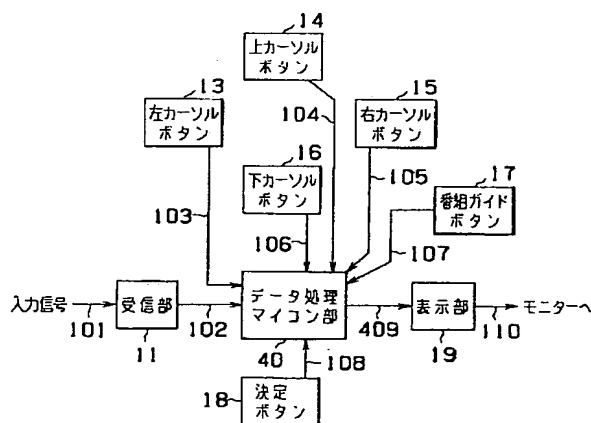 14
上カーソル
ボタン
13
左カーソル
ボタン
104
15
右カーソル
ボタン
16
下カーソル
ボタン
105
17
番組ガイド
ボタン
103
106
107
入力信号
101
受信部
11
102
データ処理
マイコン部
40
409
表示部
19
110
モニターへ
108
18
決定
ボタン